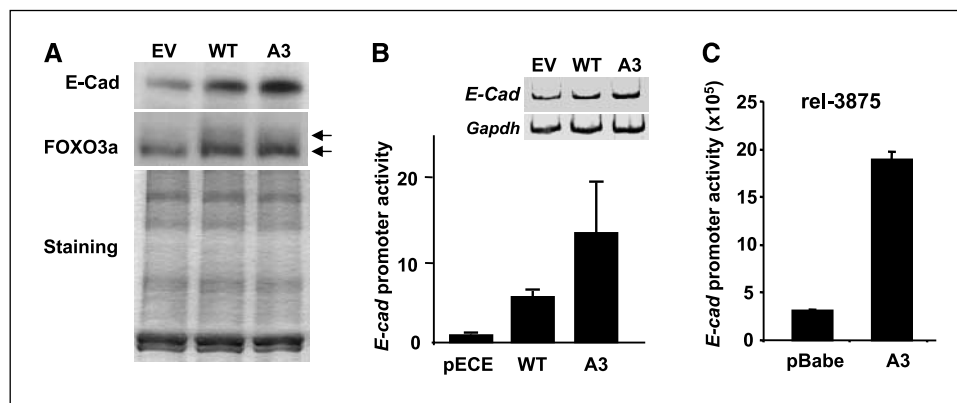 A
EV WT A3
E-Cad
FOXO3a
Staining
B
EV WT A3
E-Cad
Gapdh
E-cad promoter activity
20
10
0
pECE WT A3
C
rel-3875
E-cad promoter activity (x10⁵)
25
20
15
10
5
0
pBabe A3